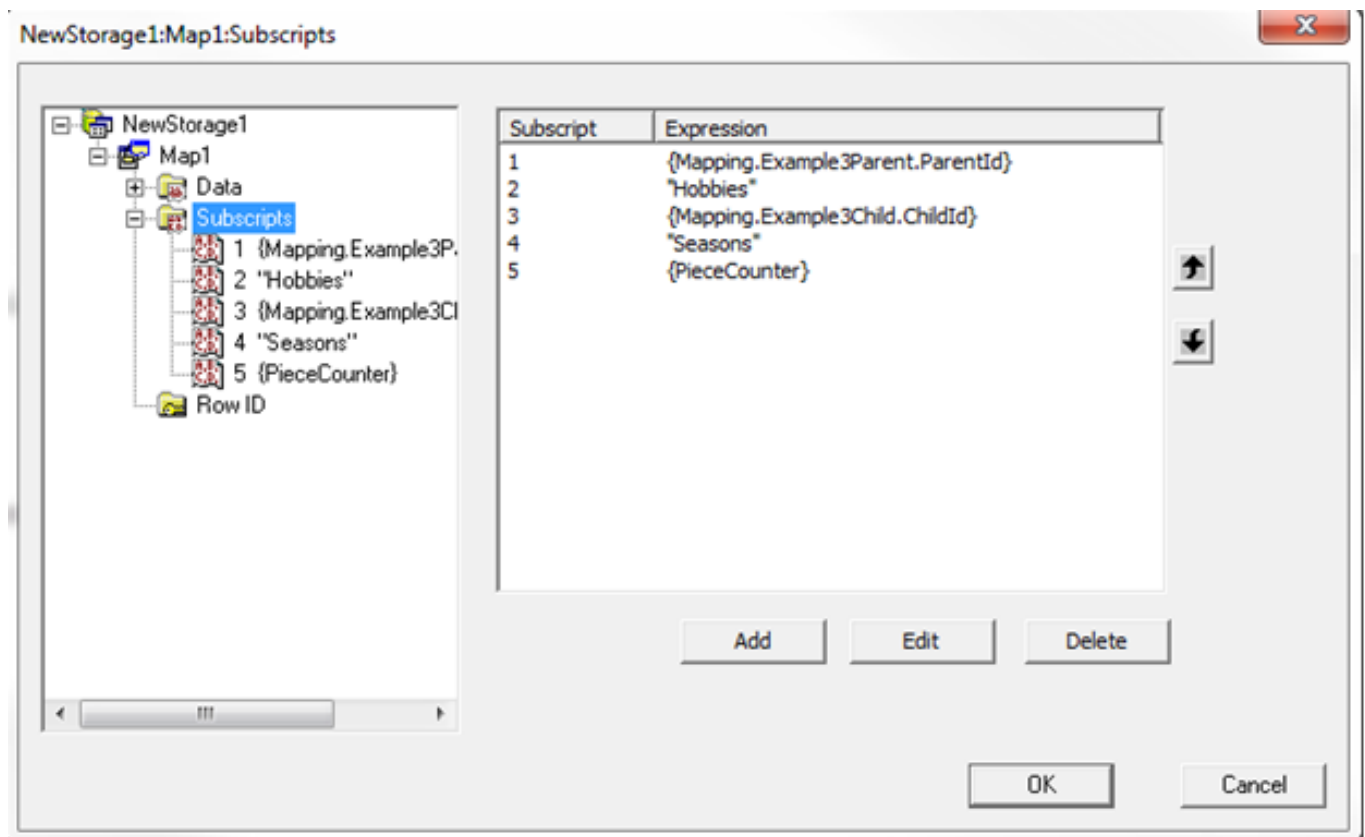 NewStorage1:Map1:Subscripts
NewStorage1
Map1
Data
Subscripts
1 {Mapping.Example3P.
2 "Hobbies"
3 {Mapping.Example3Cl
4 "Seasons"
5 {PieceCounter}
Row ID
Subscript Expression
1 {Mapping.Example3Parent.ParentId}
2 "Hobbies"
3 {Mapping.Example3Child.ChildId}
4 "Seasons"
5 {PieceCounter}
Add Edit Delete
OK Cancel